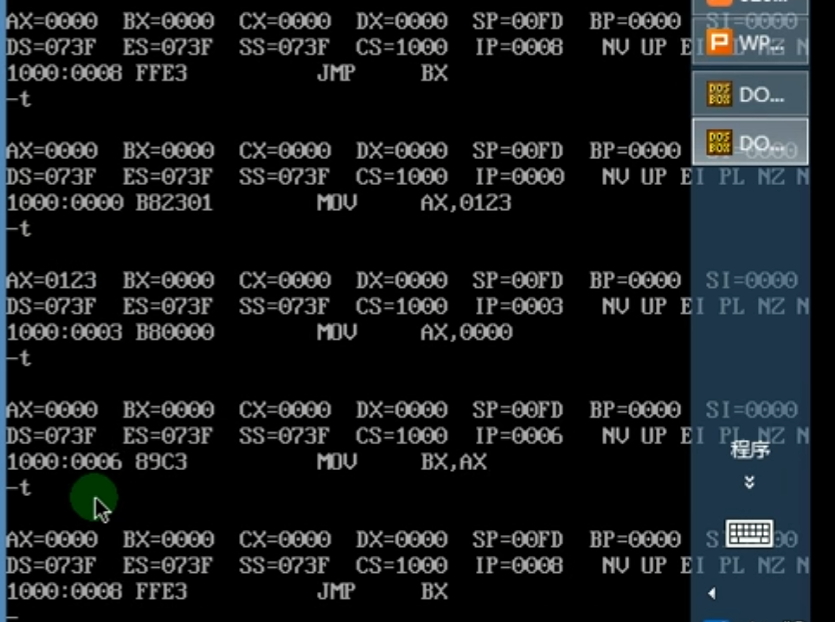 AX=0000 BX=0000 CX=0000 DX=0000 SP=00FD BP=0000 SI=0000
DS=073F ES=073F SS=073F CS=1000 IP=0008 NV UP EI NZ N
1000:0008 FFE3 JMP BX
-t
AX=0000 BX=0000 CX=0000 DX=0000 SP=00FD BP=0000
DS=073F ES=073F SS=073F CS=1000 IP=0000 NV UP EI PL NZ N
1000:0000 B82301 MOV AX,0123
-t
AX=0123 BX=0000 CX=0000 DX=0000 SP=00FD BP=0000 SI=0000
DS=073F ES=073F SS=073F CS=1000 IP=0003 NV UP EI PL NZ N
1000:0003 B80000 MOV AX,0000
-t
AX=0000 BX=0000 CX=0000 DX=0000 SP=00FD BP=0000 SI=0000
DS=073F ES=073F SS=073F CS=1000 IP=0006 NV UP EI PL NZ N
1000:0006 89C3 MOV BX,AX
-t
AX=0000 BX=0000 CX=0000 DX=0000 SP=00FD BP=0000
DS=073F ES=073F SS=073F CS=1000 IP=0008 NV UP EI PL NZ N
1000:0008 FFE3 JMP BX
-
WP...
DO...
DO...
程序